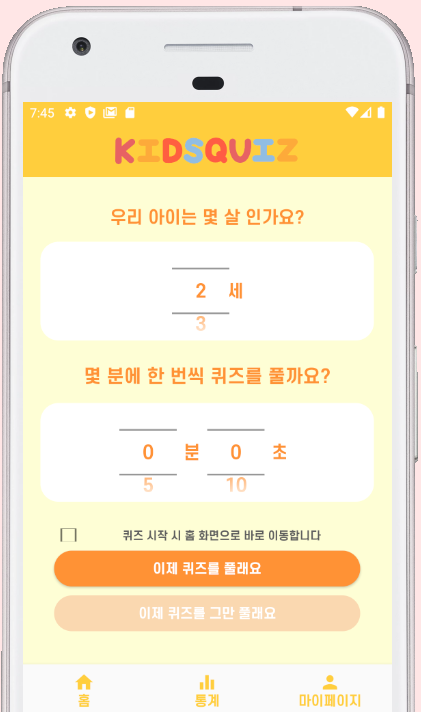 7:45
KIDSQUIZ
우리 아이는 몇 살 인가요?
2 세
3
몇 분에 한 번씩 퀴즈를 풀까요?
0 분 0 초
5 10
퀴즈 시작 시 홈 화면으로 바로 이동합니다
이제 퀴즈를 풀래요
이제 퀴즈를 그만 풀래요
홈 통계 마이페이지